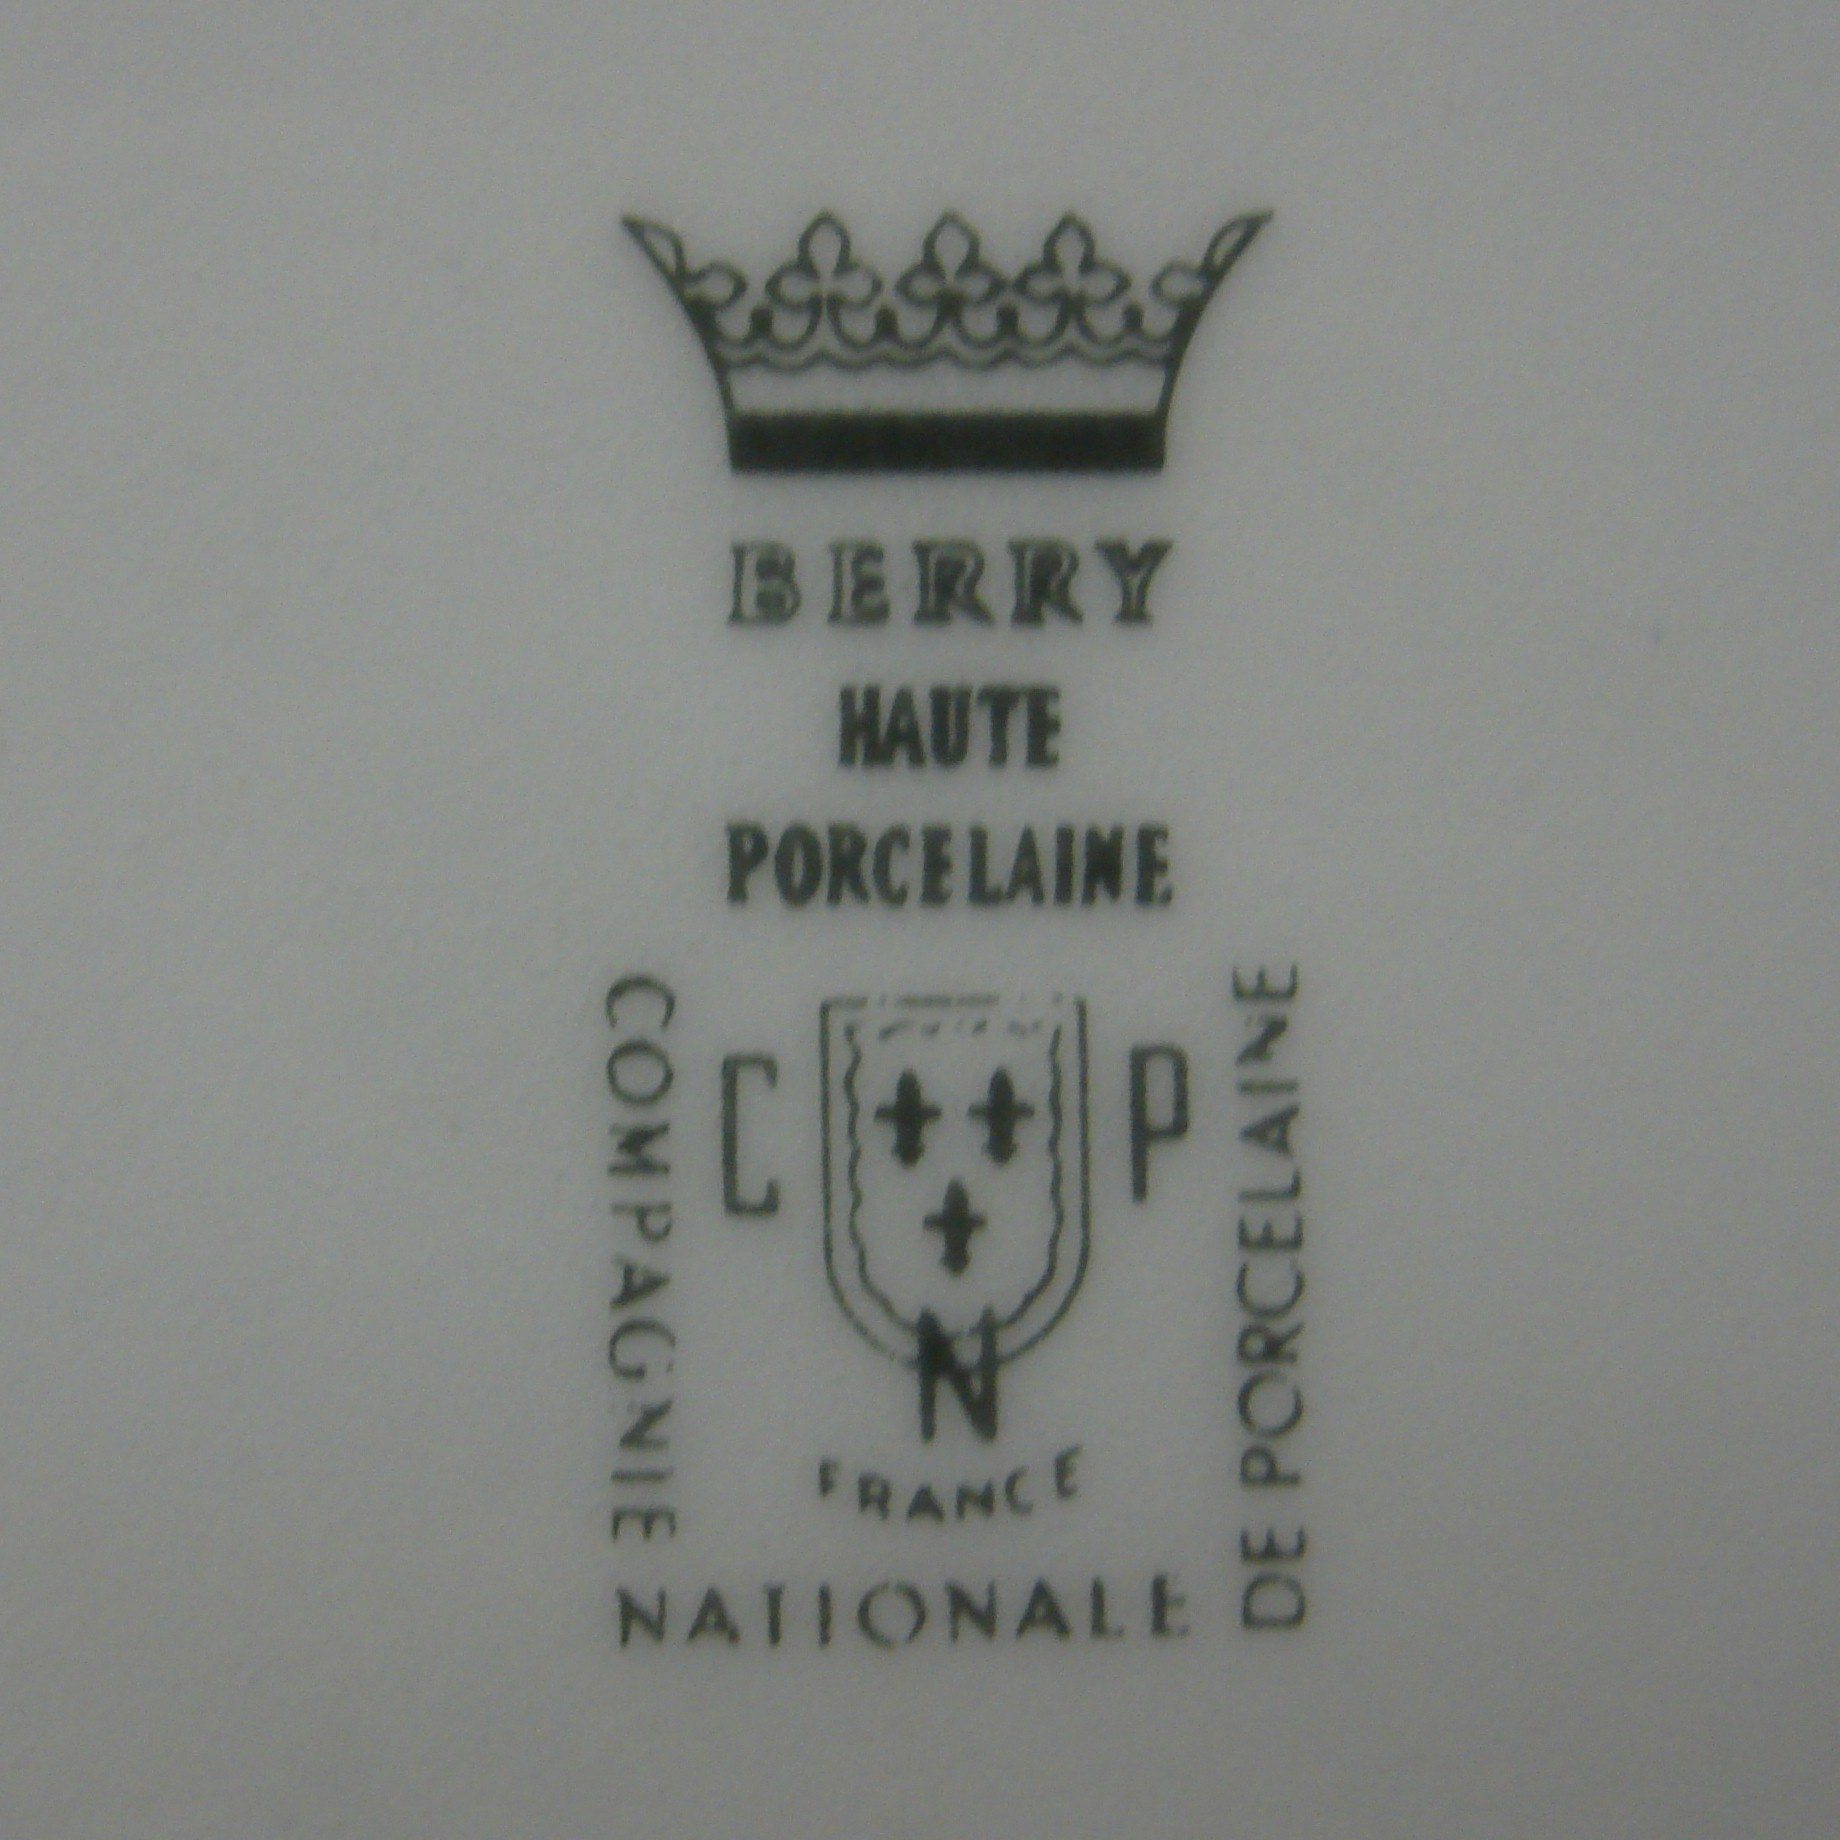 BERRY
HAUTE
PORCELAINE
C P
N
FRANCE
COMPAGNIE
NATIONALE
DE PORCELAINE